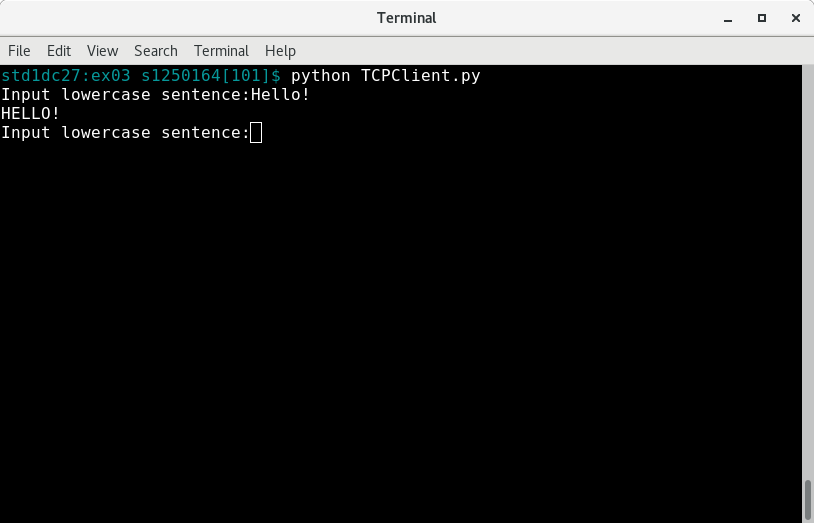 Terminal
File Edit View Search Terminal Help
std1dc27:ex03 s1250164[101]$ python TCPClient.py
Input lowercase sentence:Hello!
HELLO!
Input lowercase sentence: